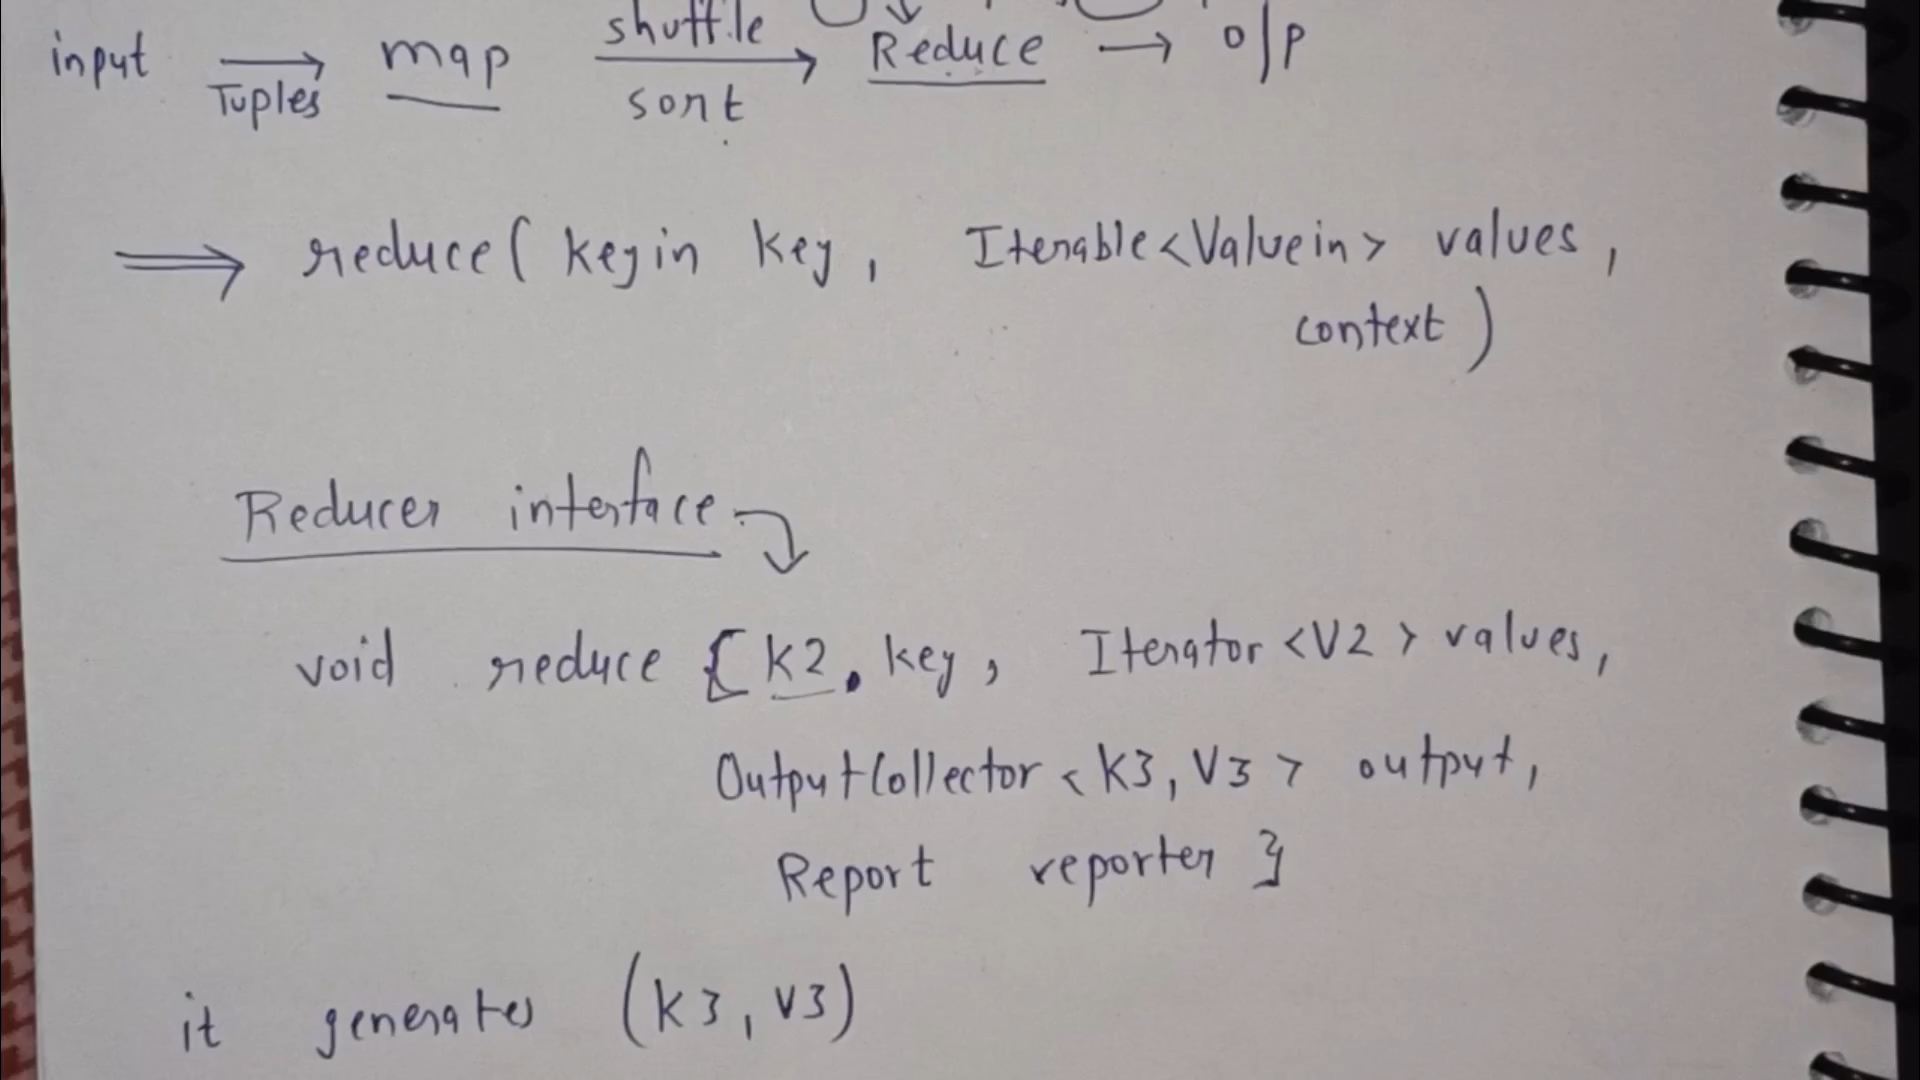 input → Tuples map → shuffle sort Reduce → o/p
⇒ reduce( keyin key, Iterable<Valuein> values,
context )
Reducer interface
void reduce { K2. key, Iterator <V2> values,
OutputCollector <K3, V3> output,
Report reporter }
it generates (K3, V3)